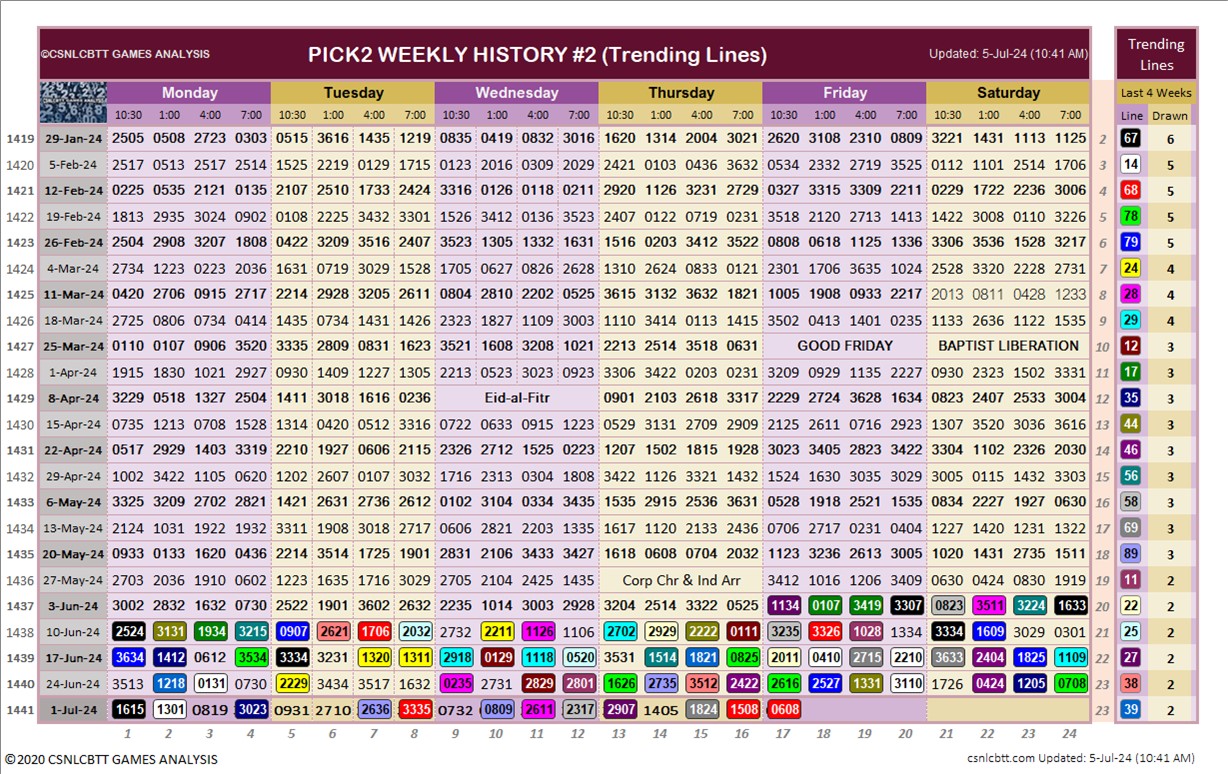 ©CSNLCBTT GAMES ANALYSIS PICK2 WEEKLY HISTORY #2 (Trending Lines) Updated: 5-Jul-24 (10:41 AM) Trending Lines
Monday Tuesday Wednesday Thursday Friday Saturday Last 4 Weeks
10:30 1:00 4:00 7:00 10:30 1:00 4:00 7:00 10:30 1:00 4:00 7:00 10:30 1:00 4:00 7:00 10:30 1:00 4:00 7:00 10:30 1:00 4:00 7:00 Line Drawn
1419 29-Jan-24 2505 0508 2723 0303 0515 3616 1435 1219 0835 0419 0832 3016 1620 1314 2004 3021 2620 3108 2310 0809 3221 1431 1113 1125 2 67 6
1420 5-Feb-24 2517 0513 2517 2514 1525 2219 0129 1715 0123 2016 0309 2029 2421 0103 0436 3632 0534 2332 2719 3525 0112 1101 2514 1706 3 14 5
1421 12-Feb-24 0225 0535 2121 0135 2107 2510 1733 2424 3316 0126 0118 0211 2920 1126 3231 2729 0327 3315 3309 2211 0229 1722 2236 3006 4 68 5
1422 19-Feb-24 1813 2935 3024 0902 0108 2225 3432 3301 1526 3412 0136 3523 2407 0122 0719 0231 3518 2120 2713 1413 1422 3008 0110 3226 5 78 5
1423 26-Feb-24 2504 2908 3207 1808 0422 3209 3516 2407 3523 1305 1332 1631 1516 0203 3412 3522 0808 0618 1125 1336 3306 3536 1528 3217 6 79 5
1424 4-Mar-24 2734 1223 0223 2036 1631 0719 3029 1523 1705 0627 0826 2628 1310 2624 0833 0121 2301 1706 3635 1024 2528 3320 2228 2731 7 24 4
1425 11-Mar-24 0420 2706 0915 2717 2214 2928 3205 2611 0804 2810 2202 0525 3615 3132 3632 1821 1005 1908 0933 2217 2013 0811 0428 1233 8 28 4
1426 18-Mar-24 2725 0806 0734 0414 1435 0734 1431 1426 2323 1827 1109 3003 1110 3414 0113 1415 3502 0413 1401 0235 1133 2636 1122 1535 9 29 4
1427 25-Mar-24 0110 0107 0906 3520 3335 2809 0831 1623 3521 1608 3208 1021 2213 2514 3518 0631 GOOD FRIDAY BAPTIST LIBERATION 10 12 3
1428 1-Apr-24 1915 1830 1021 2927 0930 1409 1227 1305 2213 0523 3023 0923 3306 3422 0203 0231 3209 0929 1135 2227 0930 2323 1502 3331 11 17 3
1429 8-Apr-24 3229 0518 1327 2504 1411 3018 1616 0236 Eid-al-Fitr 0901 2103 2618 3317 2229 2724 3628 1634 0823 2407 2533 3004 12 35 3
1430 15-Apr-24 0735 1213 0708 1528 1314 0420 0512 3311 0722 0633 0915 1223 0529 3131 2709 2909 2125 2611 0716 2923 1307 3520 3036 3616 13 44 3
1431 22-Apr-24 0517 2929 1403 3319 2210 1927 0606 2111 2326 2712 1525 0223 1207 1502 1815 1928 3023 3405 2823 3422 3304 1102 2326 2030 14 46 3
1432 29-Apr-24 1002 3422 1105 0620 1202 2607 0107 3032 1716 2315 0304 1808 3422 1126 3321 1432 1524 1630 3035 3029 3005 0115 1432 3303 15 56 3
1433 6-May-24 3325 3209 2702 2821 1421 2631 2736 2612 0102 3104 0334 3435 1535 2915 2536 3631 0528 1918 2521 1535 0834 2227 1927 0630 16 58 3
1434 13-May-24 2124 1031 1922 1932 3311 1908 3018 2717 0606 2821 2203 1335 1617 1120 2133 2436 0706 2717 0231 0404 1227 1420 1231 1322 17 69 3
1435 20-May-24 0933 0133 1620 0436 2214 3514 1725 1901 2831 2106 3433 3427 1618 0608 0704 2032 1123 3236 2613 3005 1020 1431 2735 1511 18 89 3
1436 27-May-24 2703 2036 1910 0602 1223 1635 1716 3029 2705 2104 2425 1435 Corp Chr & Ind Arr 3412 1016 1206 3409 0630 0424 0830 1919 19 11 2
1437 3-Jun-24 3002 2832 1632 0730 2522 1901 3602 2632 2235 1014 3003 2928 3204 2514 3322 0525 1134 0107 3419 3307 0823 3511 3224 1633 20 22 2
1438 10-Jun-24 2524 3131 1934 3215 0907 2621 1706 2032 2732 2211 1126 1106 2702 2929 2222 0111 3235 3326 1028 1334 3334 1609 3029 0301 21 25 2
1439 17-Jun-24 3634 1412 0612 3534 3334 3231 1320 1311 2918 0129 1118 0520 3531 1514 1821 0825 2011 0410 2715 2210 3633 2404 1825 1109 22 27 2
1440 24-Jun-24 3513 1218 0131 0730 2229 3434 3517 1632 0235 2731 2829 2801 1626 2735 3512 2422 2616 2527 1331 3110 1726 0424 1205 0708 23 38 2
1441 1-Jul-24 1615 1301 0819 3023 0931 2710 2636 3335 0732 0809 2611 2317 2907 1405 1824 1508 0608 23 39 2
1 2 3 4 5 6 7 8 9 10 11 12 13 14 15 16 17 18 19 20 21 22 23 24
©2020 CSNLCBTT GAMES ANALYSIS csnlcbtt.com Updated: 5-Jul-24 (10:41 AM)